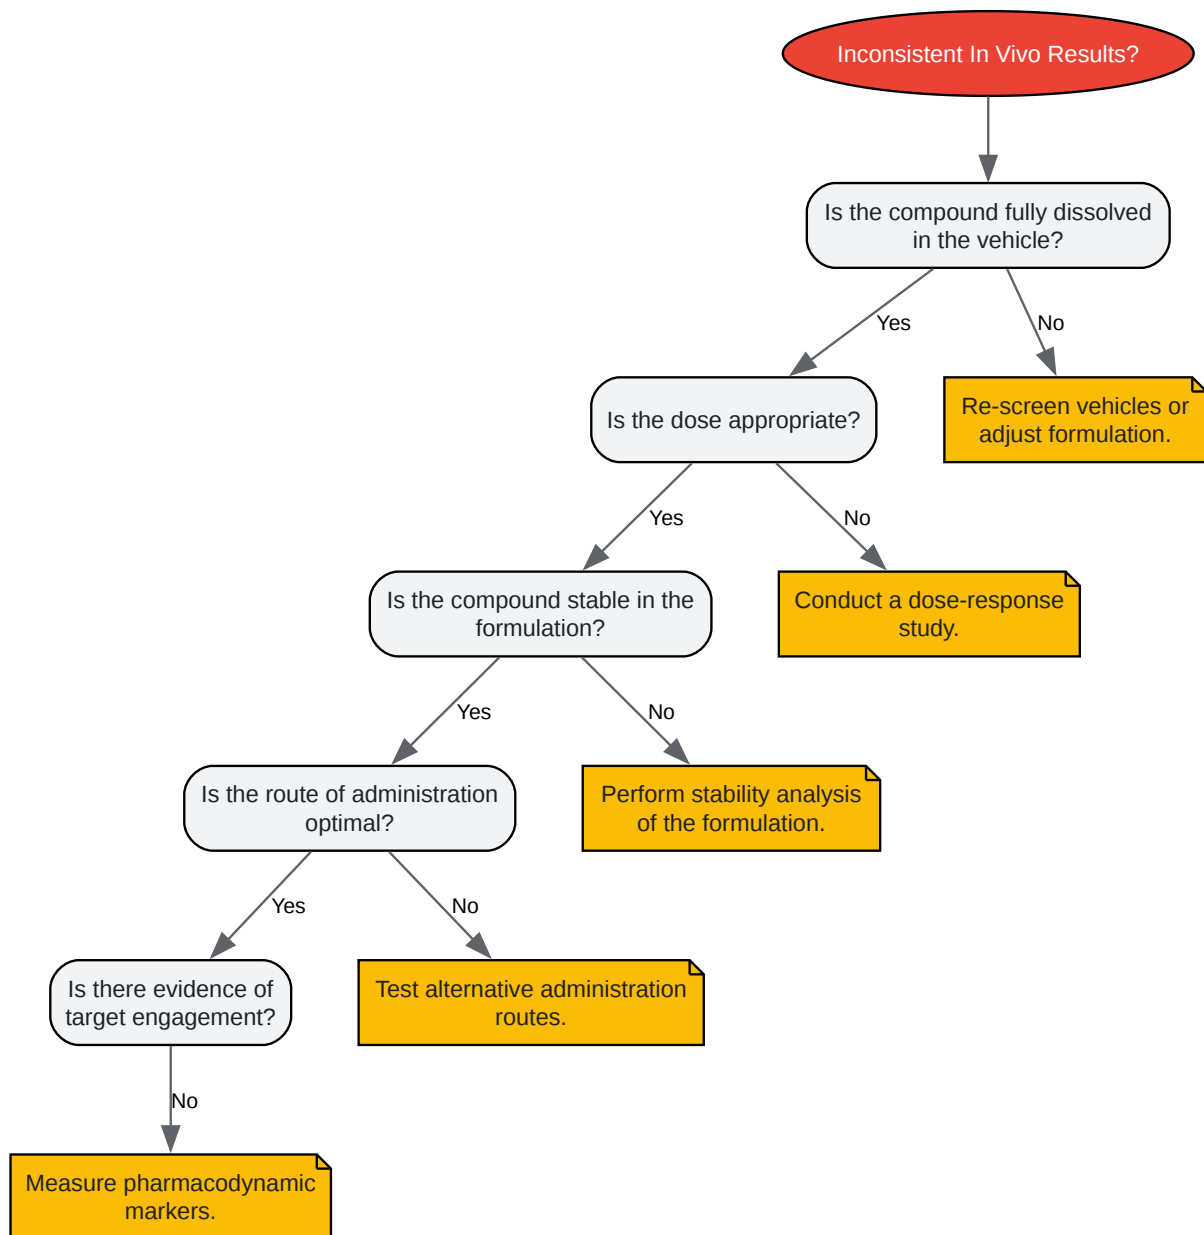 Inconsistent In Vivo Results?
Is the compound fully dissolved
in the vehicle?
Yes
No
Is the dose appropriate?
Re-screen vehicles or
adjust formulation.
Yes
No
Is the compound stable in the
formulation?
Conduct a dose-response
study.
Yes
No
Is the route of administration
optimal?
Perform stability analysis
of the formulation.
Yes
No
Is there evidence of
target engagement?
Test alternative administration
routes.
No
Measure pharmacodynamic
markers.